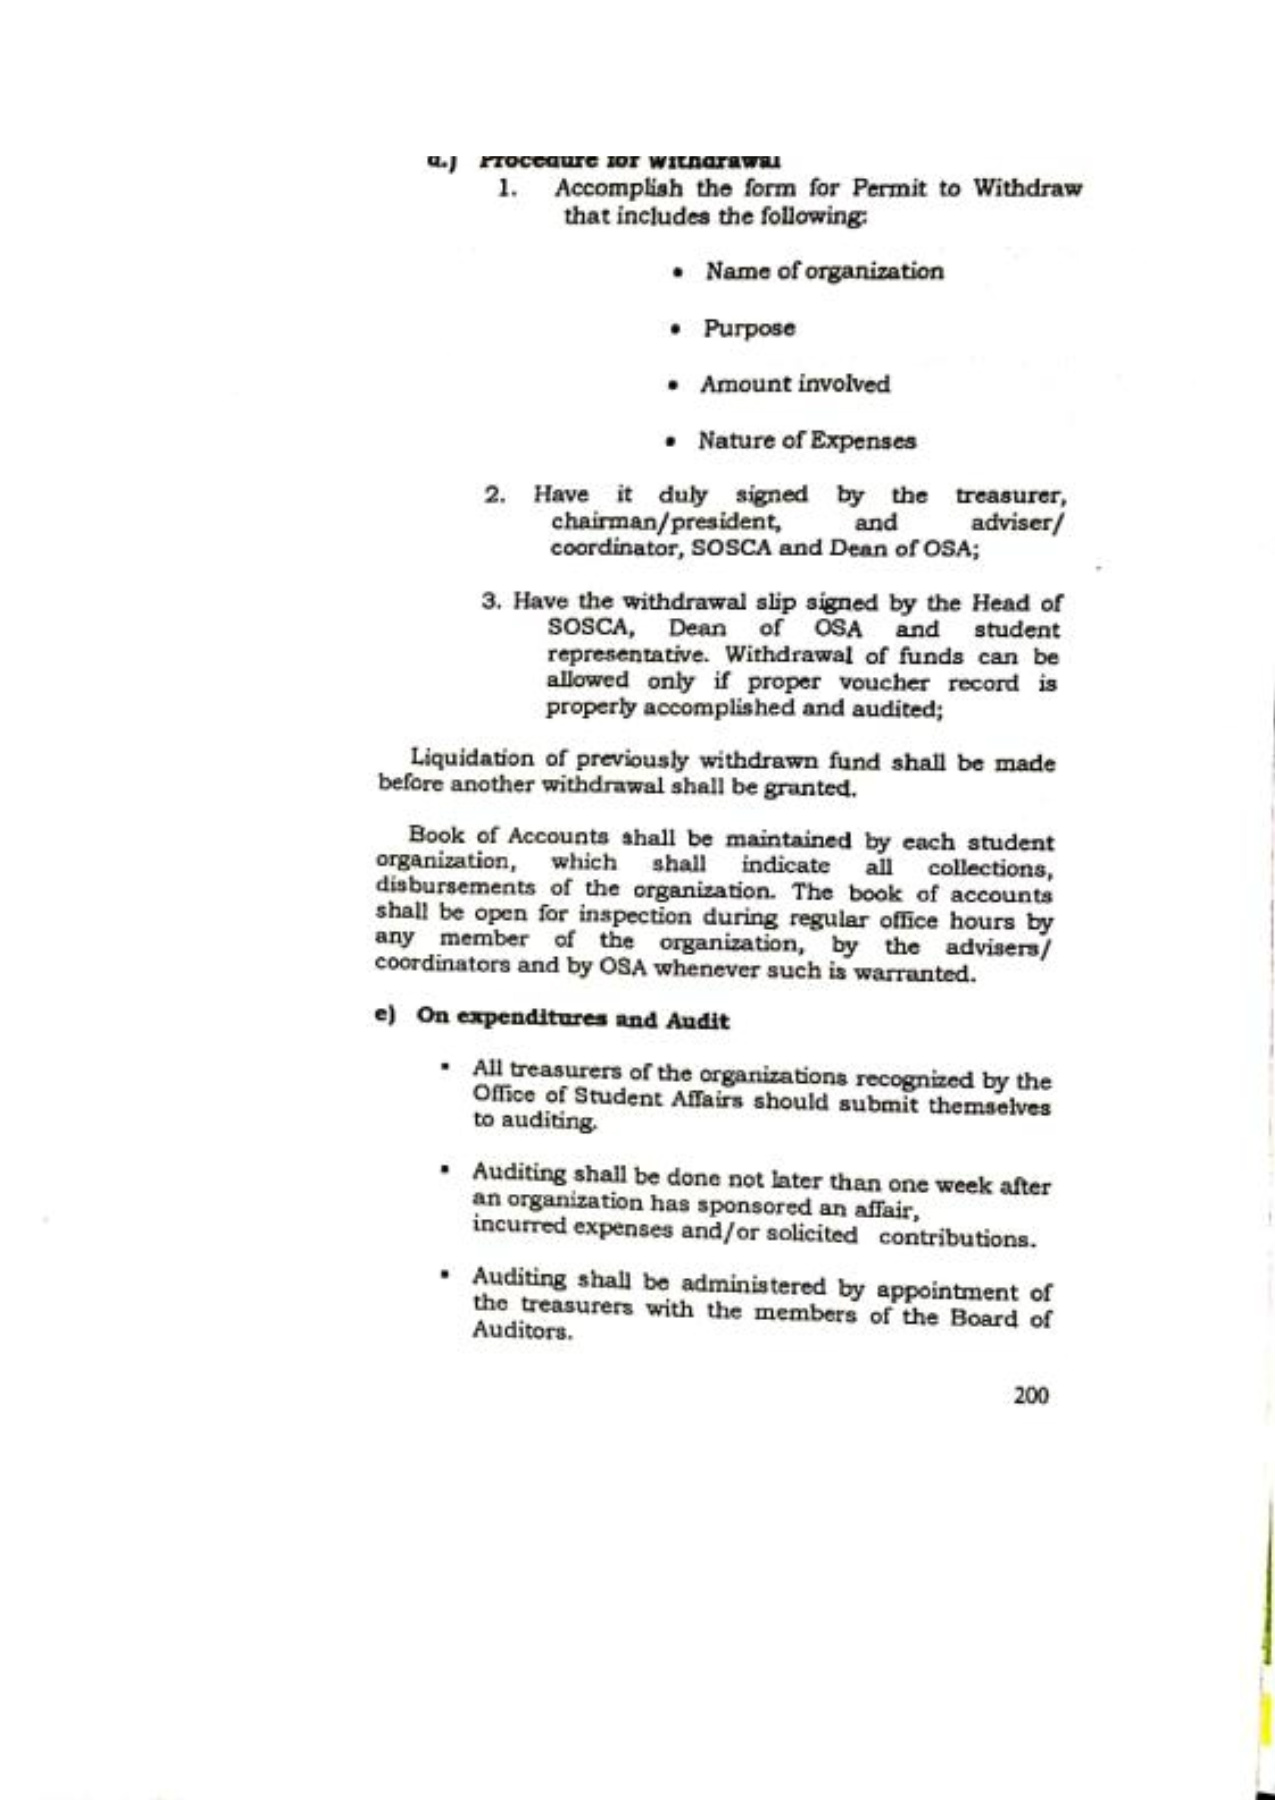 d.) Procedure for withdrawal
1. Accomplish the form for Permit to Withdraw
that includes the following:
• Name of organization
• Purpose
• Amount involved
• Nature of Expenses
2. Have it duly signed by the treasurer,
chairman/president, and adviser/
coordinator, SOSCA and Dean of OSA;
3. Have the withdrawal slip signed by the Head of
SOSCA, Dean of OSA and student
representative. Withdrawal of funds can be
allowed only if proper voucher record is
properly accomplished and audited;
Liquidation of previously withdrawn fund shall be made
before another withdrawal shall be granted.
Book of Accounts shall be maintained by each student
organization, which shall indicate all collections,
disbursements of the organization. The book of accounts
shall be open for inspection during regular office hours by
any member of the organization, by the advisers/
coordinators and by OSA whenever such is warranted.
e) On expenditures and Audit
▪ All treasurers of the organizations recognized by the
Office of Student Affairs should submit themselves
to auditing.
▪ Auditing shall be done not later than one week after
an organization has sponsored an affair,
incurred expenses and/or solicited contributions.
▪ Auditing shall be administered by appointment of
the treasurers with the members of the Board of
Auditors.
200